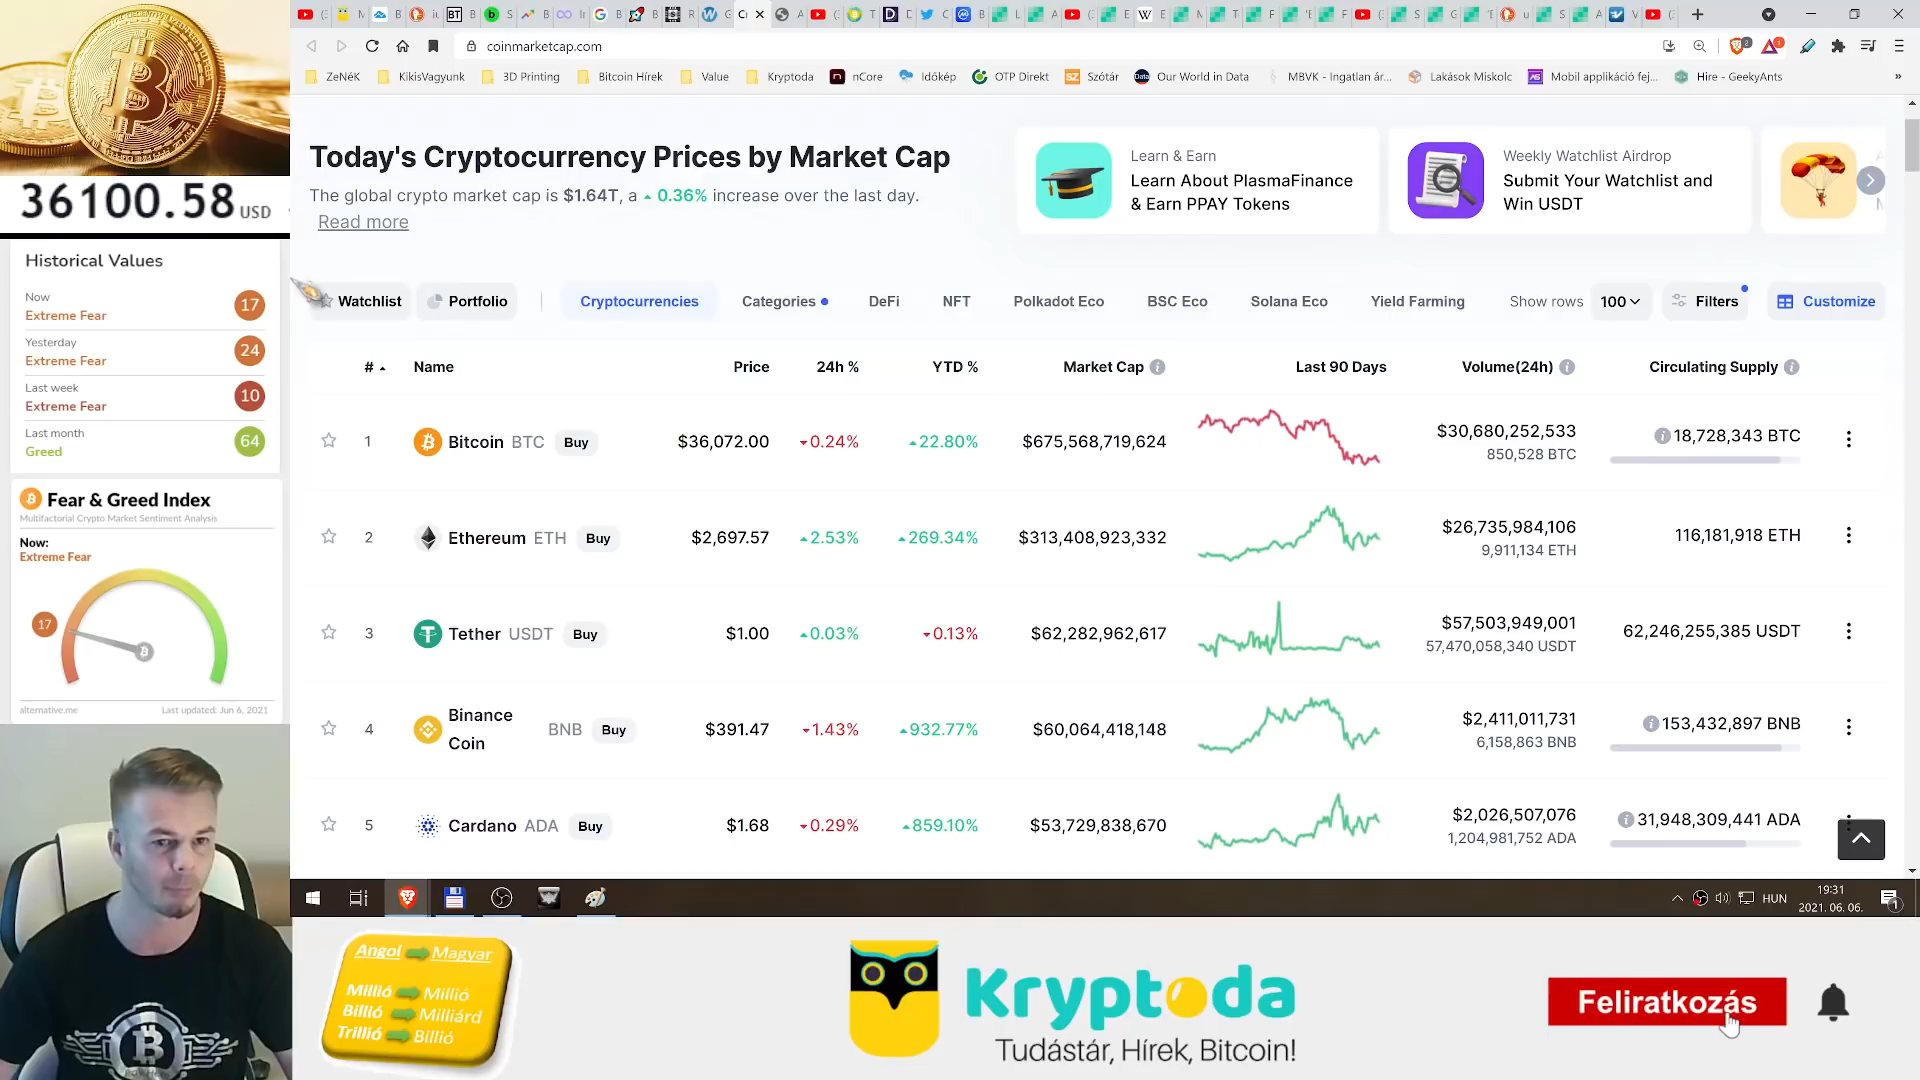 36100.58 USD
Historical Values
Now
Extreme Fear
17
Yesterday
Extreme Fear
24
Last week
Extreme Fear
10
Last month
Greed
64
Fear & Greed Index
Multifactorial Crypto Market Sentiment Analysis
Now:
Extreme Fear
17
alternative.me
Last updated: Jun 6, 2021
coinmarketcap.com
ZeNéK
KikisVagyunk
3D Printing
Bitcoin Hírek
Value
Kryptoda
nCore
Időkép
OTP Direkt
Szótár
Our World in Data
MBVK - Ingatlan ár...
Lakások Miskolc
Mobil applikáció fej...
Hire - GeekyAnts
Today's Cryptocurrency Prices by Market Cap
The global crypto market cap is $1.64T, a 0.36% increase over the last day.
Read more
Learn & Earn
Learn About PlasmaFinance
& Earn PPAY Tokens
Weekly Watchlist Airdrop
Submit Your Watchlist and
Win USDT
Watchlist
Portfolio
Cryptocurrencies
Categories
DeFi
NFT
Polkadot Eco
BSC Eco
Solana Eco
Yield Farming
Show rows
100
Filters
Customize
# Name Price 24h % YTD % Market Cap Last 90 Days Volume(24h) Circulating Supply
1 Bitcoin BTC Buy $36,072.00 0.24% 22.80% $675,568,719,624 $30,680,252,533 18,728,343 BTC
850,528 BTC
2 Ethereum ETH Buy $2,697.57 2.53% 269.34% $313,408,923,332 $26,735,984,106 116,181,918 ETH
9,911,134 ETH
3 Tether USDT Buy $1.00 0.03% 0.13% $62,282,962,617 $57,503,949,001 62,246,255,385 USDT
57,470,058,340 USDT
4 Binance Coin BNB Buy $391.47 1.43% 932.77% $60,064,418,148 $2,411,011,731 153,432,897 BNB
6,158,863 BNB
5 Cardano ADA Buy $1.68 0.29% 859.10% $53,729,838,670 $2,026,507,076 31,948,309,441 ADA
1,204,981,752 ADA
HUN
19:31
2021. 06. 06.
Angol Magyar
Millió Millió
Billió Milliárd
Trillió Billió
Kryptoda
Tudástár, Hírek, Bitcoin!
Feliratkozás